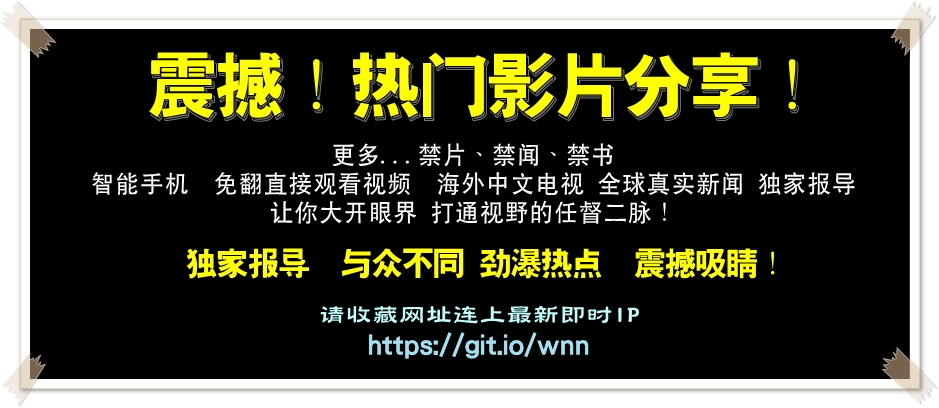 震撼！热门影片分享！
更多...禁片、禁闻、禁书
智能手机 免翻直接观看视频 海外中文电视 全球真实新闻 独家报导
让你大开眼界 打通视野的任督二脉！
独家报导 与众不同 劲瀑热点 震撼吸睛！
请收藏网址连上最新即时IP
https://git.io/wnn